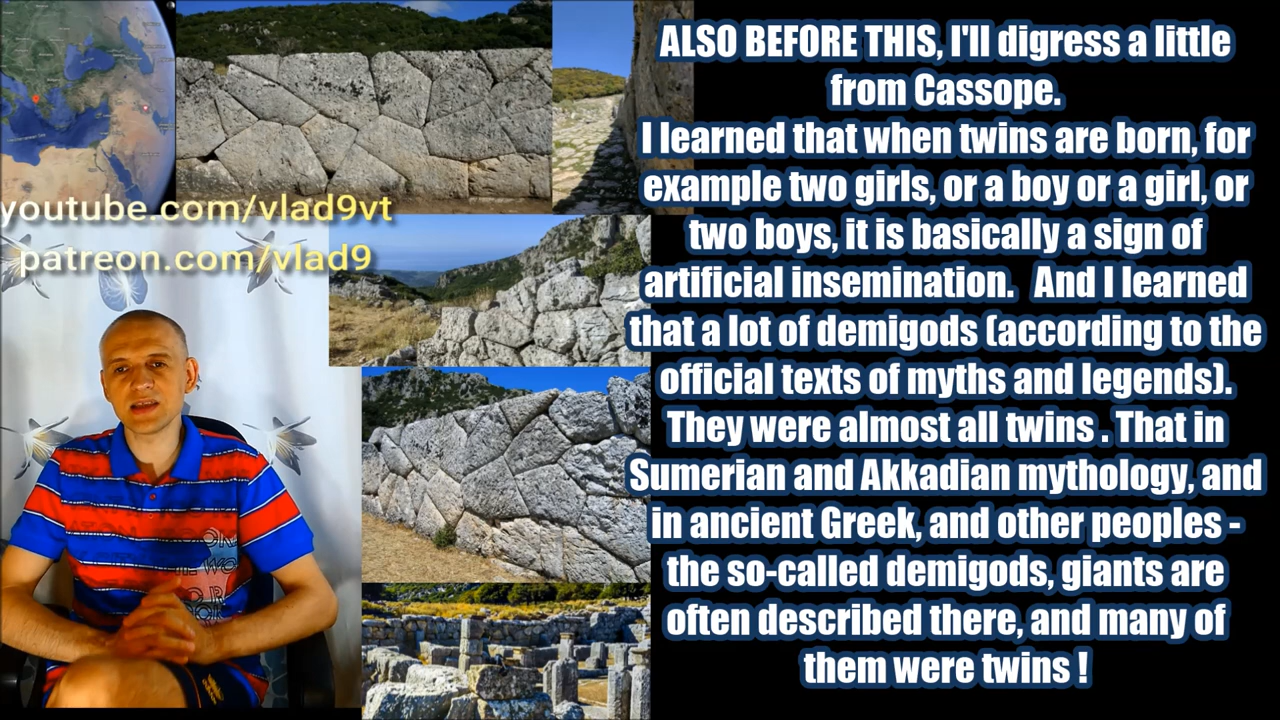 youtube.com/vlad9vt
patreon.com/vlad9
ALSO BEFORE THIS, I'll digress a little
from Cassope.
I learned that when twins are born, for
example two girls, or a boy or a girl, or
two boys, it is basically a sign of
artificial insemination.   And I learned
that a lot of demigods (according to the
official texts of myths and legends).
They were almost all twins . That in
Sumerian and Akkadian mythology, and
in ancient Greek, and other peoples -
the so-called demigods, giants are
often described there, and many of
them were twins !